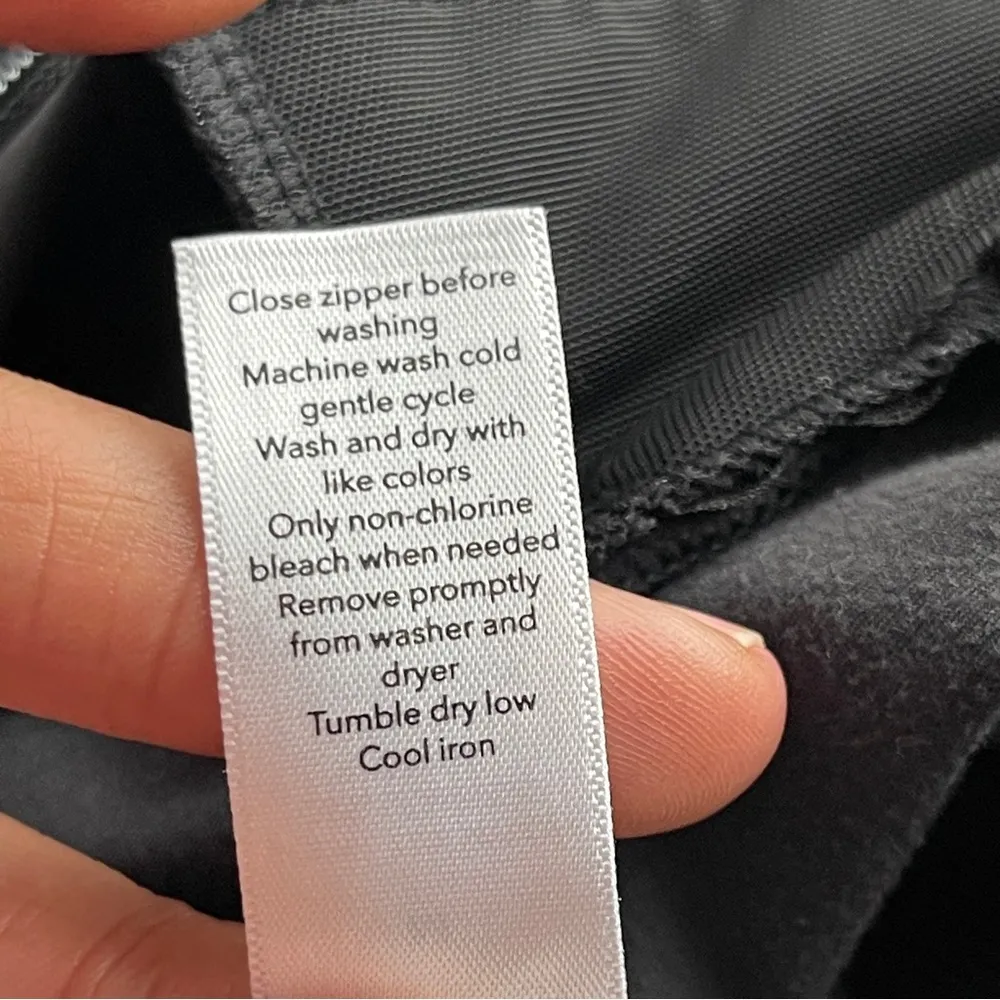 Close zipper before
washing
Machine wash cold
gentle cycle
Wash and dry with
like colors
Only non-chlorine
bleach when needed
Remove promptly
from washer and
dryer
Tumble dry low
Cool iron